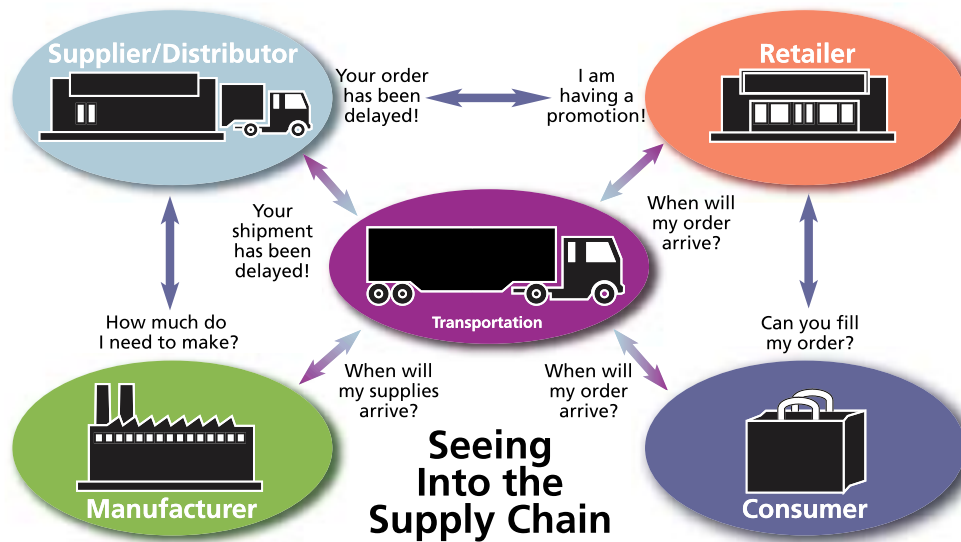 Supplier/Distributor
Your order
has been
delayed!
I am
having a
promotion!
Retailer
Your
shipment
has been
delayed!
When will
my order
arrive?
Transportation
How much do
I need to make?
Can you fill
my order?
When will
my supplies
arrive?
When will
my order
arrive?
Manufacturer
Seeing
Into the
Supply Chain
Consumer